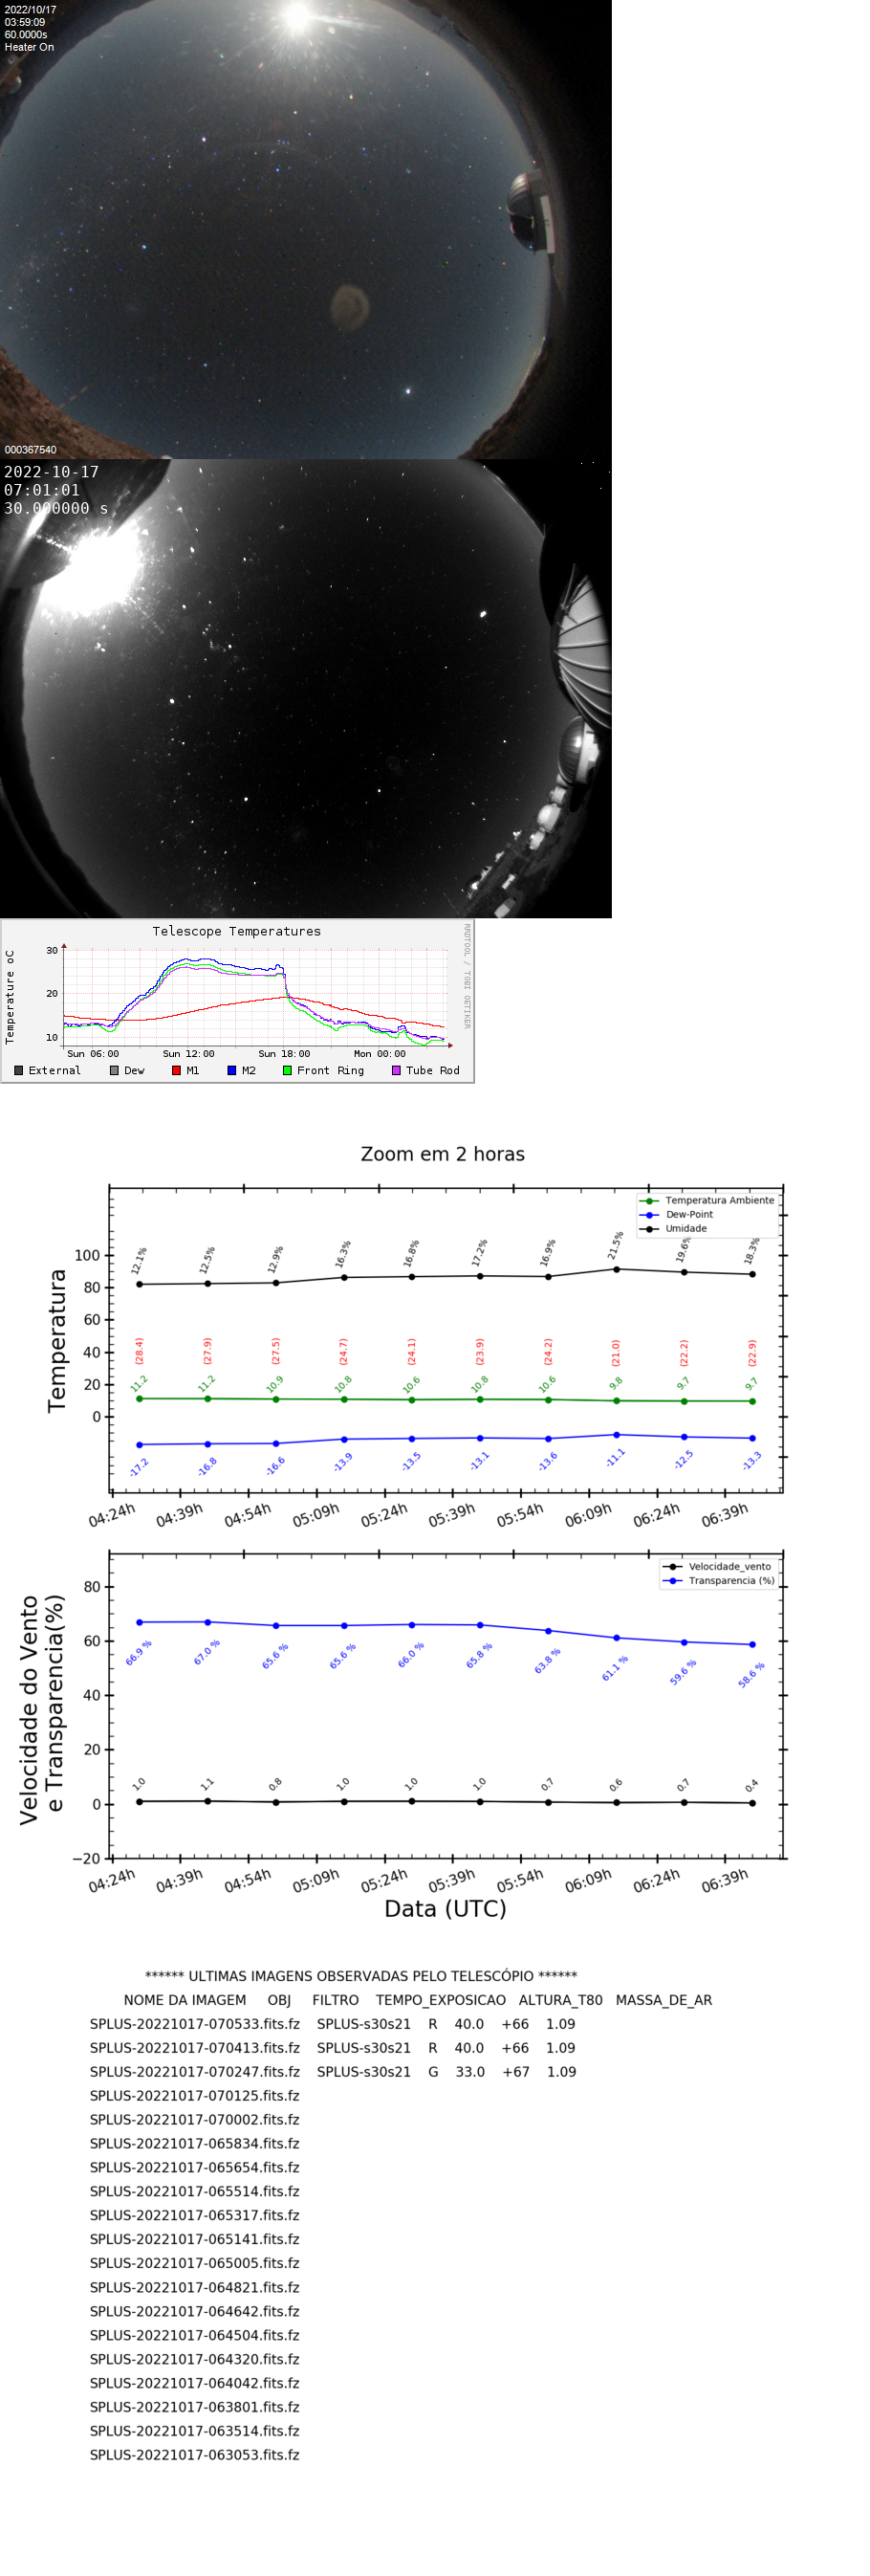 2022/10/17
03:59:09
60.0000s
Heater On
000367540
2022-10-17
07:01:01
30.000000 s
Telescope Temperatures
RRDTOOL / TOBI OETIKER
Temperature oC
30
20
10
Sun 06:00 Sun 12:00 Sun 18:00 Mon 00:00
External Dew M1 M2 Front Ring Tube Rod
Zoom em 2 horas
Temperatura Ambiente
Dew-Point
Umidade
Temperatura
100
80
60
40
20
0
12.1% 12.5% 12.9% 16.3% 16.8% 17.2% 16.9% 21.5% 19.6% 18.3%
(28.4) (27.9) (27.5) (24.7) (24.1) (23.9) (24.2) (21.0) (22.2) (22.9)
11.2 11.2 10.9 10.8 10.6 10.8 10.6 9.8 9.7 9.7
-17.2 -16.8 -16.6 -13.9 -13.5 -13.1 -13.6 -11.1 -12.5 -13.3
04:24h 04:39h 04:54h 05:09h 05:24h 05:39h 05:54h 06:09h 06:24h 06:39h
Velocidade_vento
Transparencia (%)
Velocidade do Vento
e Transparencia(%)
80
60
40
20
0
−20
66.9 % 67.0 % 65.6 % 65.6 % 66.0 % 65.8 % 63.8 % 61.1 % 59.6 % 58.6 %
1.0 1.1 0.8 1.0 1.0 1.0 0.7 0.6 0.7 0.4
04:24h 04:39h 04:54h 05:09h 05:24h 05:39h 05:54h 06:09h 06:24h 06:39h
Data (UTC)
****** ULTIMAS IMAGENS OBSERVADAS PELO TELESCÓPIO ******
NOME DA IMAGEM OBJ FILTRO TEMPO_EXPOSICAO ALTURA_T80 MASSA_DE_AR
SPLUS-20221017-070533.fits.fz SPLUS-s30s21 R 40.0 +66 1.09
SPLUS-20221017-070413.fits.fz SPLUS-s30s21 R 40.0 +66 1.09
SPLUS-20221017-070247.fits.fz SPLUS-s30s21 G 33.0 +67 1.09
SPLUS-20221017-070125.fits.fz
SPLUS-20221017-070002.fits.fz
SPLUS-20221017-065834.fits.fz
SPLUS-20221017-065654.fits.fz
SPLUS-20221017-065514.fits.fz
SPLUS-20221017-065317.fits.fz
SPLUS-20221017-065141.fits.fz
SPLUS-20221017-065005.fits.fz
SPLUS-20221017-064821.fits.fz
SPLUS-20221017-064642.fits.fz
SPLUS-20221017-064504.fits.fz
SPLUS-20221017-064320.fits.fz
SPLUS-20221017-064042.fits.fz
SPLUS-20221017-063801.fits.fz
SPLUS-20221017-063514.fits.fz
SPLUS-20221017-063053.fits.fz